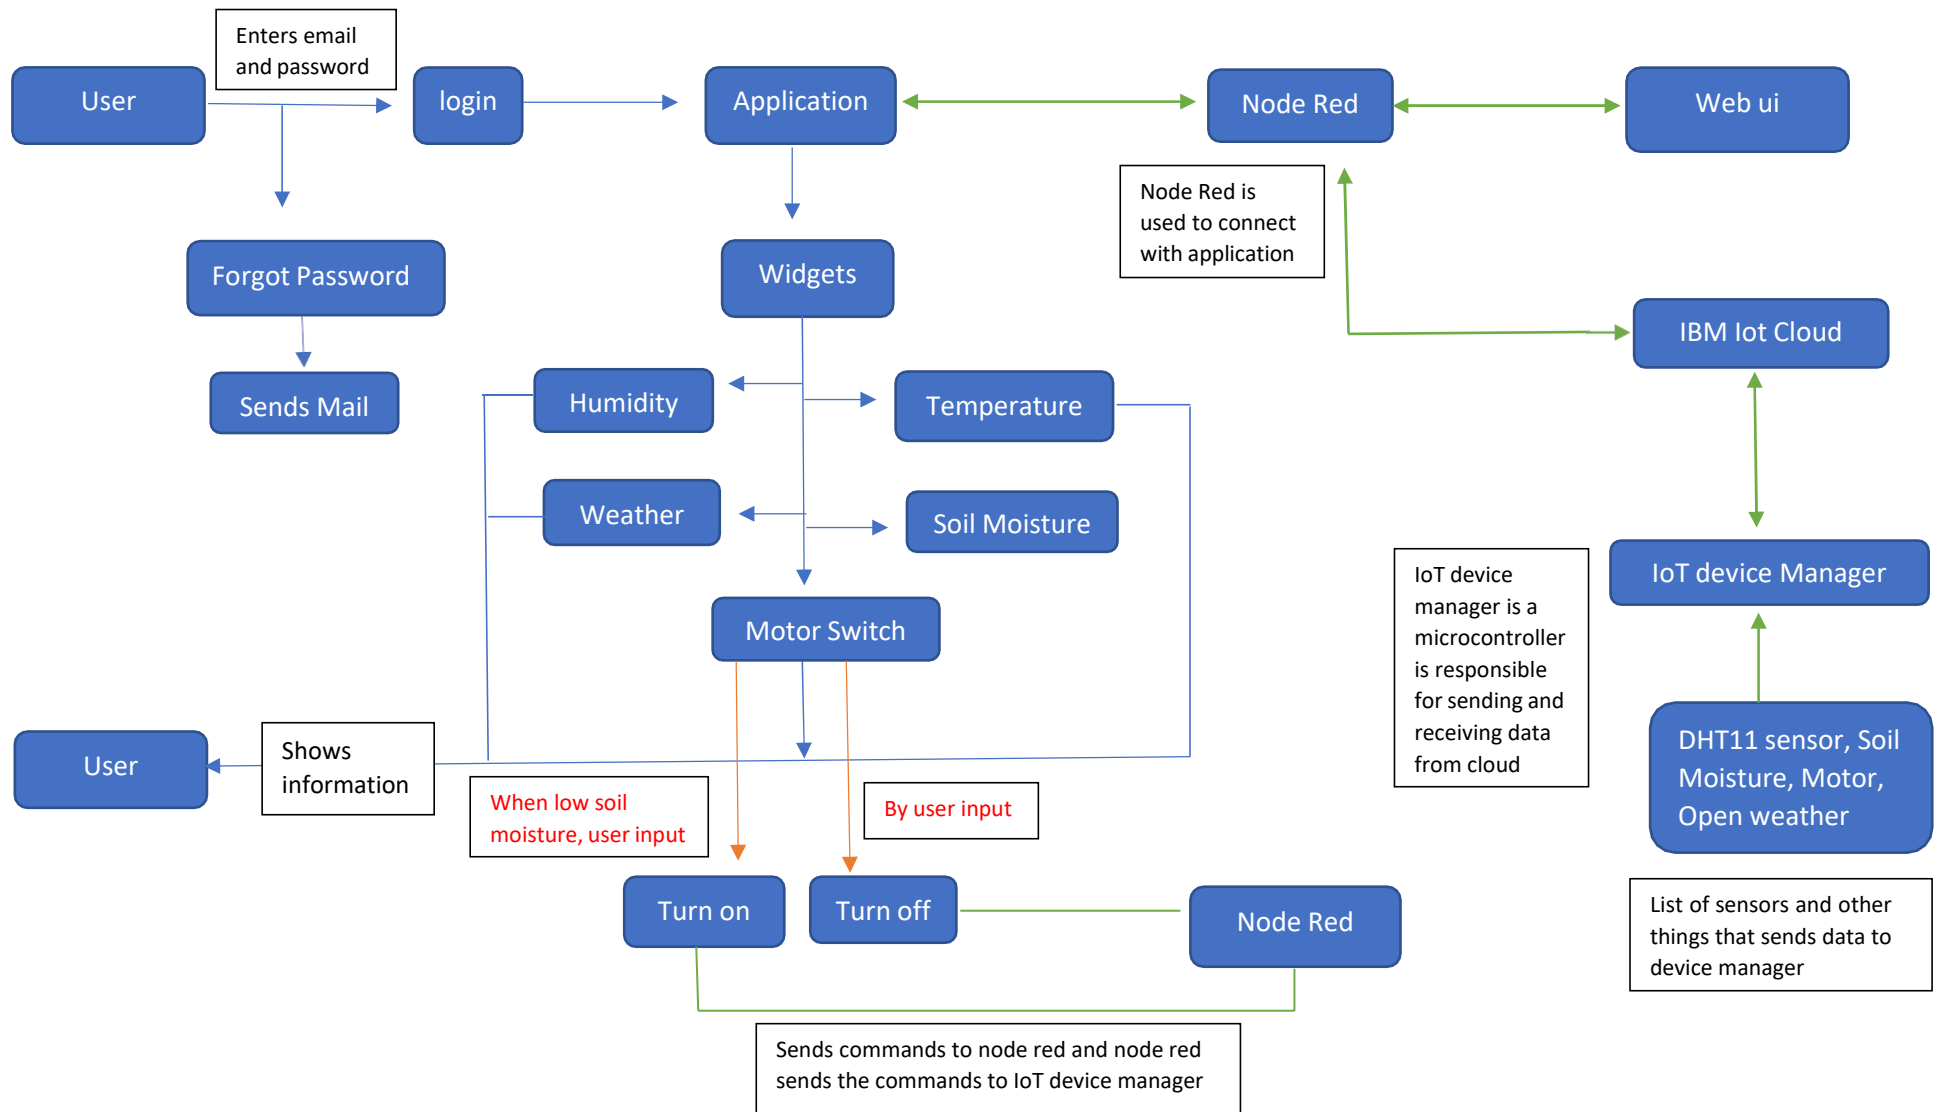 Enters email
and password
User
login
Application
Node Red
Web ui
Node Red is
used to connect
with application
Forgot Password
Widgets
IBM Iot Cloud
Sends Mail
Humidity
Temperature
Weather
Soil Moisture
IoT device
manager is a
microcontroller
is responsible
for sending and
receiving data
from cloud
IoT device Manager
Motor Switch
User
Shows
information
DHT11 sensor, Soil
Moisture, Motor,
Open weather
When low soil
moisture, user input
By user input
Turn on
Turn off
Node Red
List of sensors and other
things that sends data to
device manager
Sends commands to node red and node red
sends the commands to IoT device manager